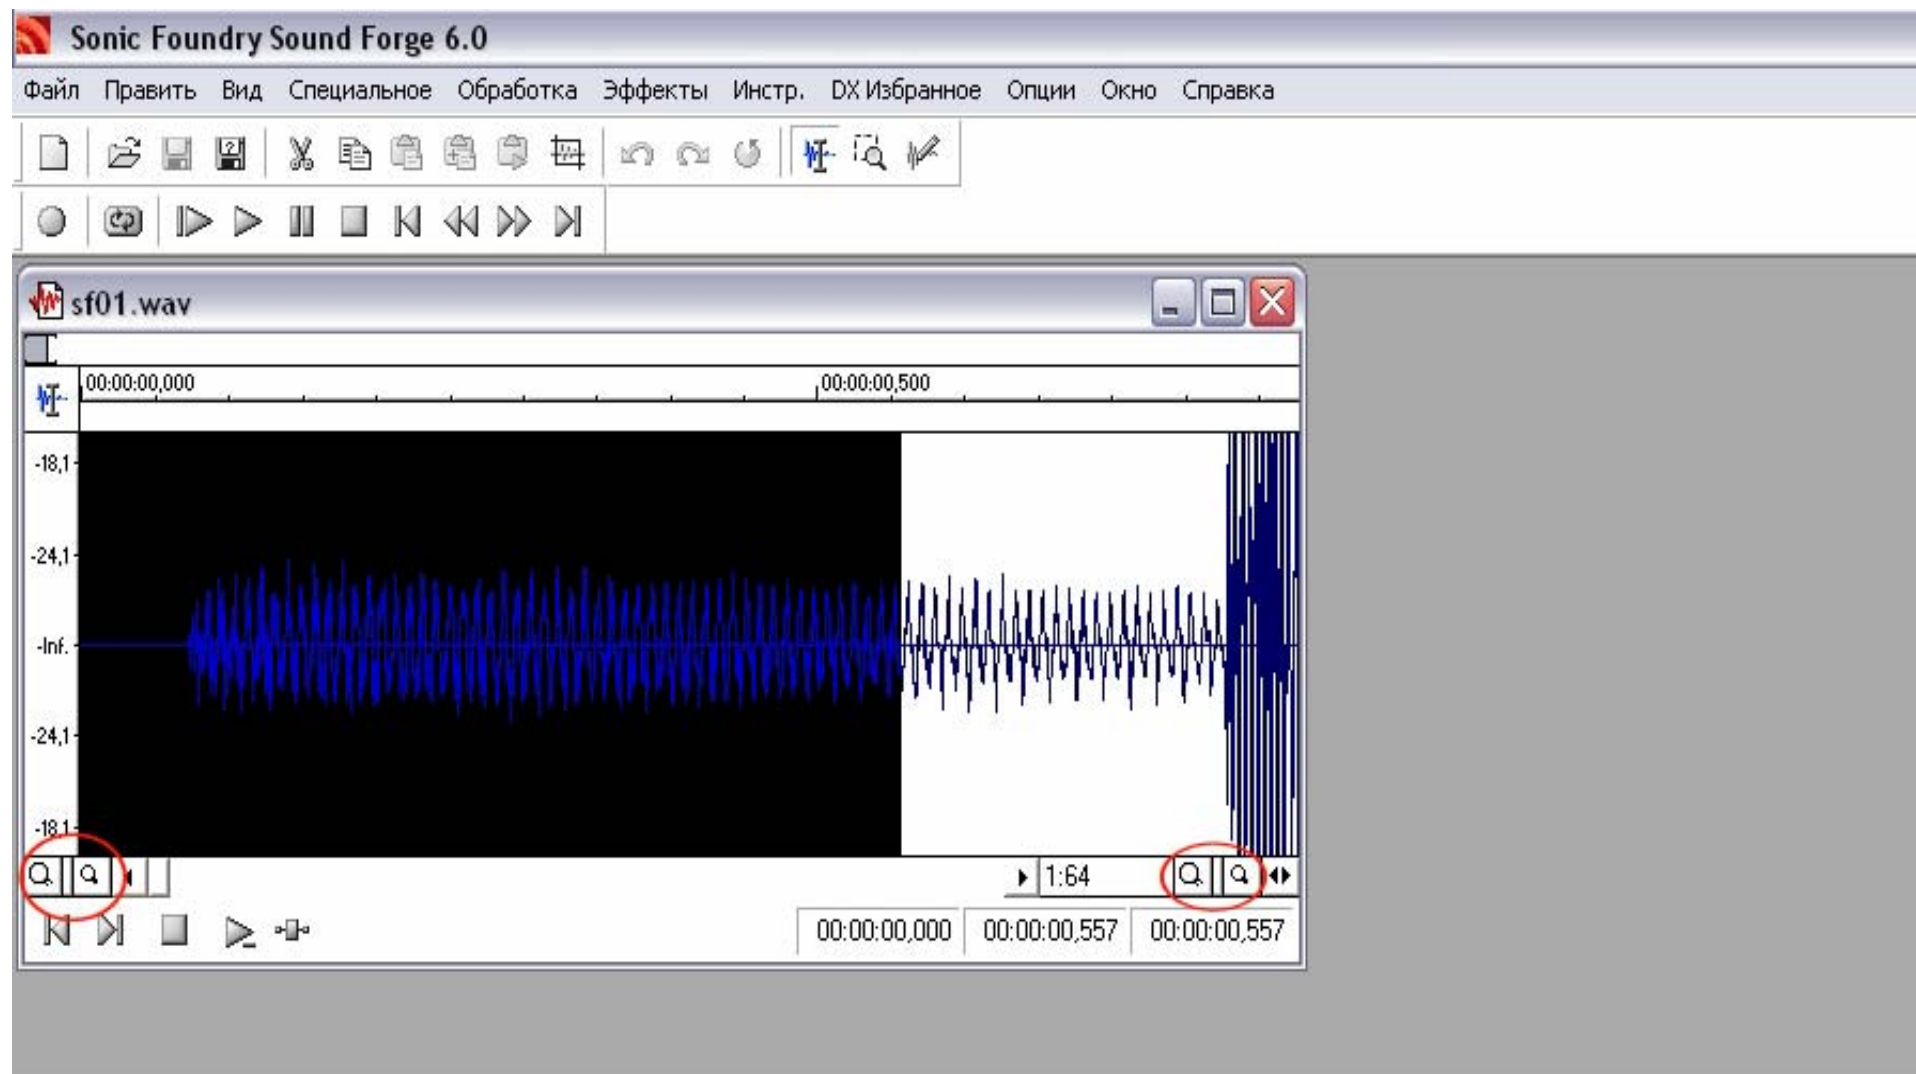 Sonic Foundry Sound Forge 6.0
Файл Править Вид Специальное Обработка Эффекты Инстр. DX Избранное Опции Окно Справка
sf01.wav
00:00:00,000 00:00:00,500
-18,1
-24,1
-Inf.
-24,1
-18,1
1:64
00:00:00,000 00:00:00,557 00:00:00,557